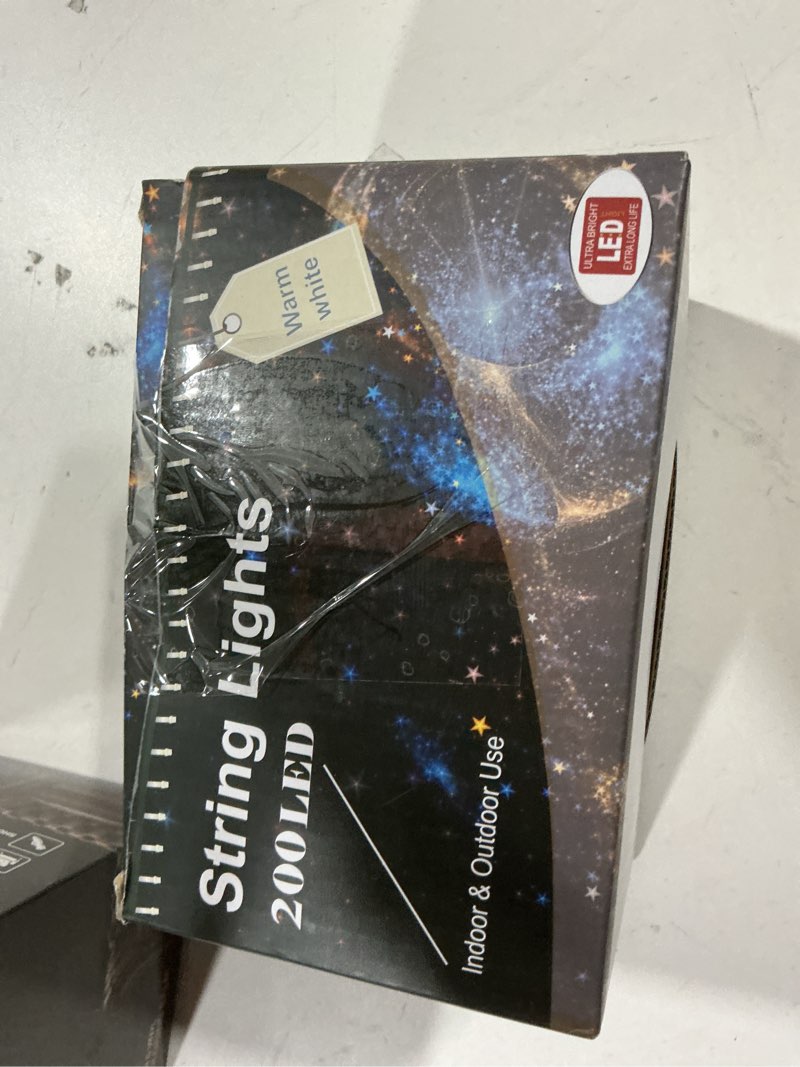 String Lights
200LED
Indoor & Outdoor Use
Warm
white
ULTRA BRIGHT
LED
EXTRA LONG LIFE